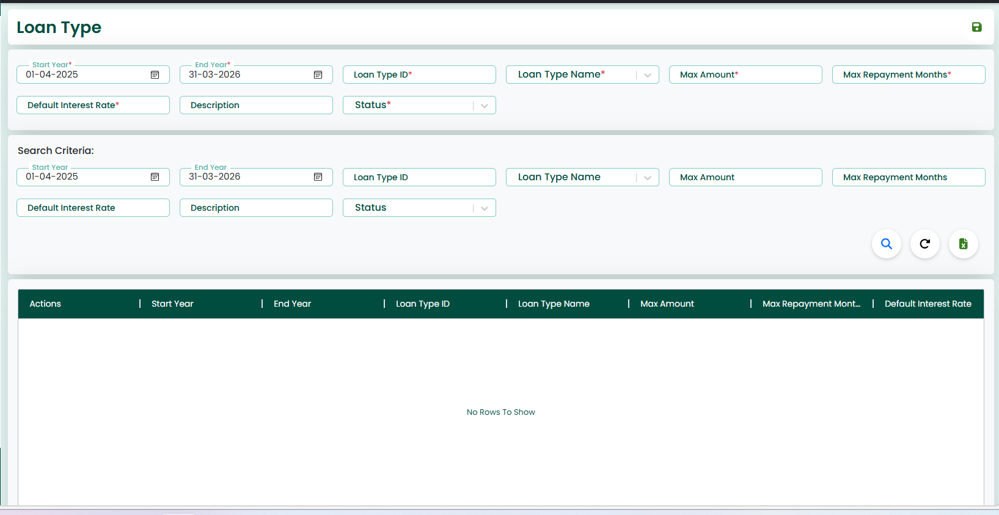 Loan Type
Start Year* End Year*
01-04-2025 31-03-2026 Loan Type ID* Loan Type Name* Max Amount* Max Repayment Months*
Default Interest Rate* Description Status*
Search Criteria:
Start Year End Year
01-04-2025 31-03-2026 Loan Type ID Loan Type Name Max Amount Max Repayment Months
Default Interest Rate Description Status
Actions Start Year End Year Loan Type ID Loan Type Name Max Amount Max Repayment Mont... Default Interest Rate
No Rows To Show